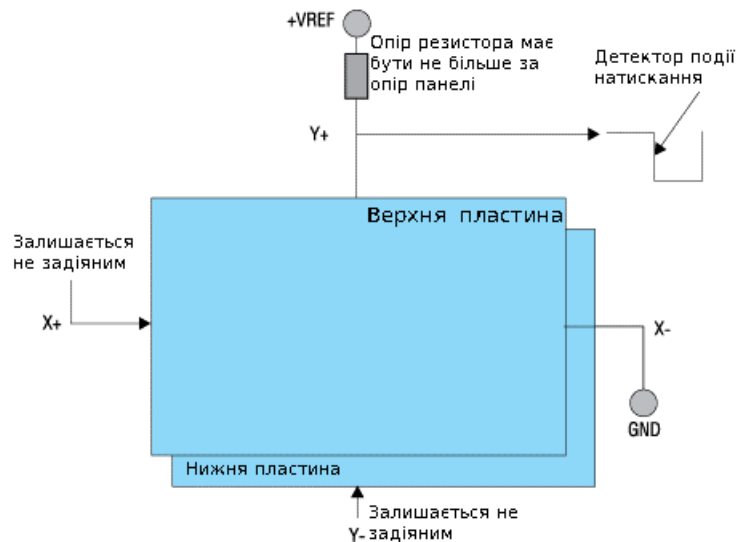 +VREF
Опір резистора має
бути не більше за
опір панелі
Детектор події
натискання
Y+
Верхня пластина
Залишається
не задіяним
X+
X-
GND
Нижня пластина
Залишається не
задіяним
Y-